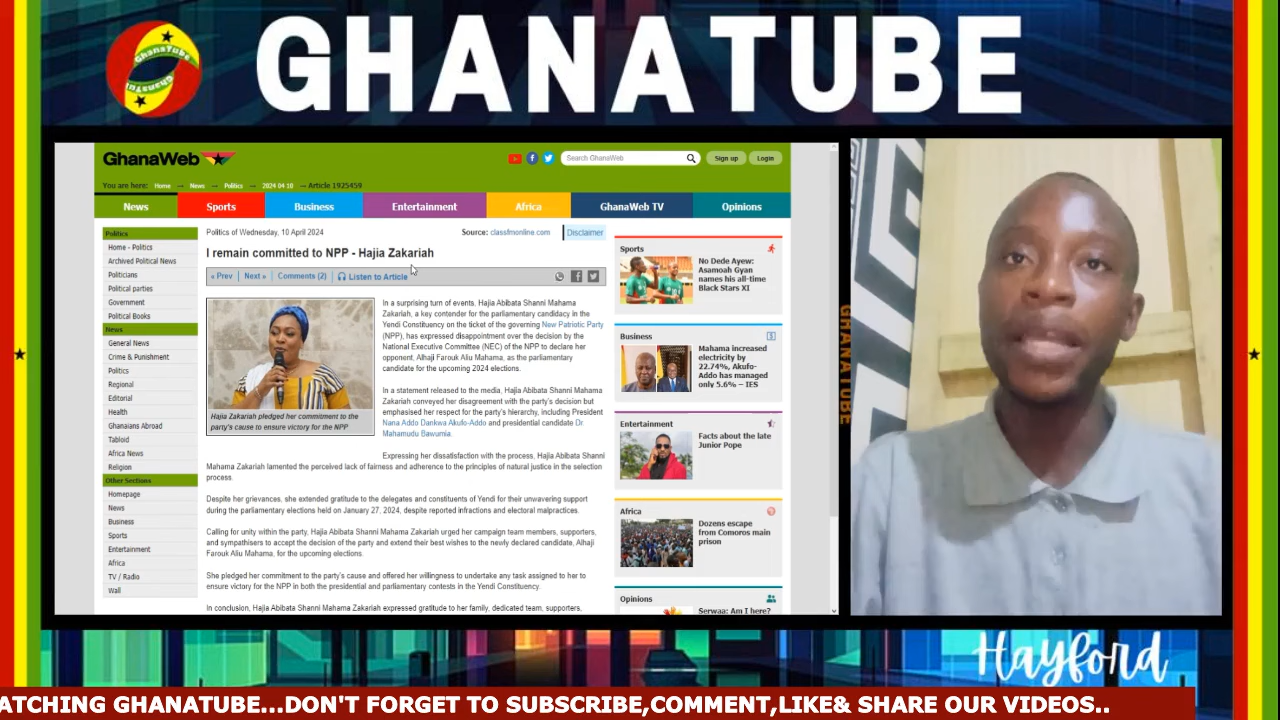 GHANATUBE
GhanaTube
GhanaTube
GhanaWeb
Search GhanaWeb
Sign up
Login
You are here: Home → News → Politics → 2024 04 10 → Article 1925459
News
Sports
Business
Entertainment
Africa
GhanaWeb TV
Opinions
Politics
Home - Politics
Archived Political News
Politicians
Political parties
Government
Political Books
News
General News
Crime & Punishment
Politics
Regional
Editorial
Health
Ghanaians Abroad
Tabloid
Africa News
Religion
Other Sections
Homepage
News
Business
Sports
Entertainment
Africa
TV / Radio
Wall
Politics of Wednesday, 10 April 2024
Source: classfmonline.com
Disclaimer
I remain committed to NPP - Hajia Zakariah
« Prev
Next »
Comments (2)
Listen to Article
Hajia Zakariah pledged her commitment to the
party's cause to ensure victory for the NPP
In a surprising turn of events, Hajia Abibata Shanni Mahama
Zakariah, a key contender for the parliamentary candidacy in the
Yendi Constituency on the ticket of the governing New Patriotic Party
(NPP), has expressed disappointment over the decision by the
National Executive Committee (NEC) of the NPP to declare her
opponent, Alhaji Farouk Aliu Mahama, as the parliamentary
candidate for the upcoming 2024 elections.
In a statement released to the media, Hajia Abibata Shanni Mahama
Zakariah conveyed her disagreement with the party's decision but
emphasised her respect for the party's hierarchy, including President
Nana Addo Dankwa Akufo-Addo and presidential candidate Dr.
Mahamudu Bawumia.
Expressing her dissatisfaction with the process, Hajia Abibata Shanni
Mahama Zakariah lamented the perceived lack of fairness and adherence to the principles of natural justice in the selection
process.
Despite her grievances, she extended gratitude to the delegates and constituents of Yendi for their unwavering support
during the parliamentary elections held on January 27, 2024, despite reported infractions and electoral malpractices.
Calling for unity within the party, Hajia Abibata Shanni Mahama Zakariah urged her campaign team members, supporters,
and sympathisers to accept the decision of the party and extend their best wishes to the newly declared candidate, Alhaji
Farouk Aliu Mahama, for the upcoming elections.
She pledged her commitment to the party's cause and offered her willingness to undertake any task assigned to her to
ensure victory for the NPP in both the presidential and parliamentary contests in the Yendi Constituency.
In conclusion, Hajia Abibata Shanni Mahama Zakariah expressed gratitude to her family, dedicated team, supporters,
Sports
No Dede Ayew:
Asamoah Gyan
names his all-time
Black Stars XI
Business
Mahama increased
electricity by
22.74%, Akufo-
Addo has managed
only 5.6% – IES
Entertainment
Facts about the late
Junior Pope
Africa
Dozens escape
from Comoros main
prison
Opinions
Serwaa: Am I here?
GHANATUBE
Hayford
ATCHING GHANATUBE...DON'T FORGET TO SUBSCRIBE,COMMENT,LIKE& SHARE OUR VIDEOS..